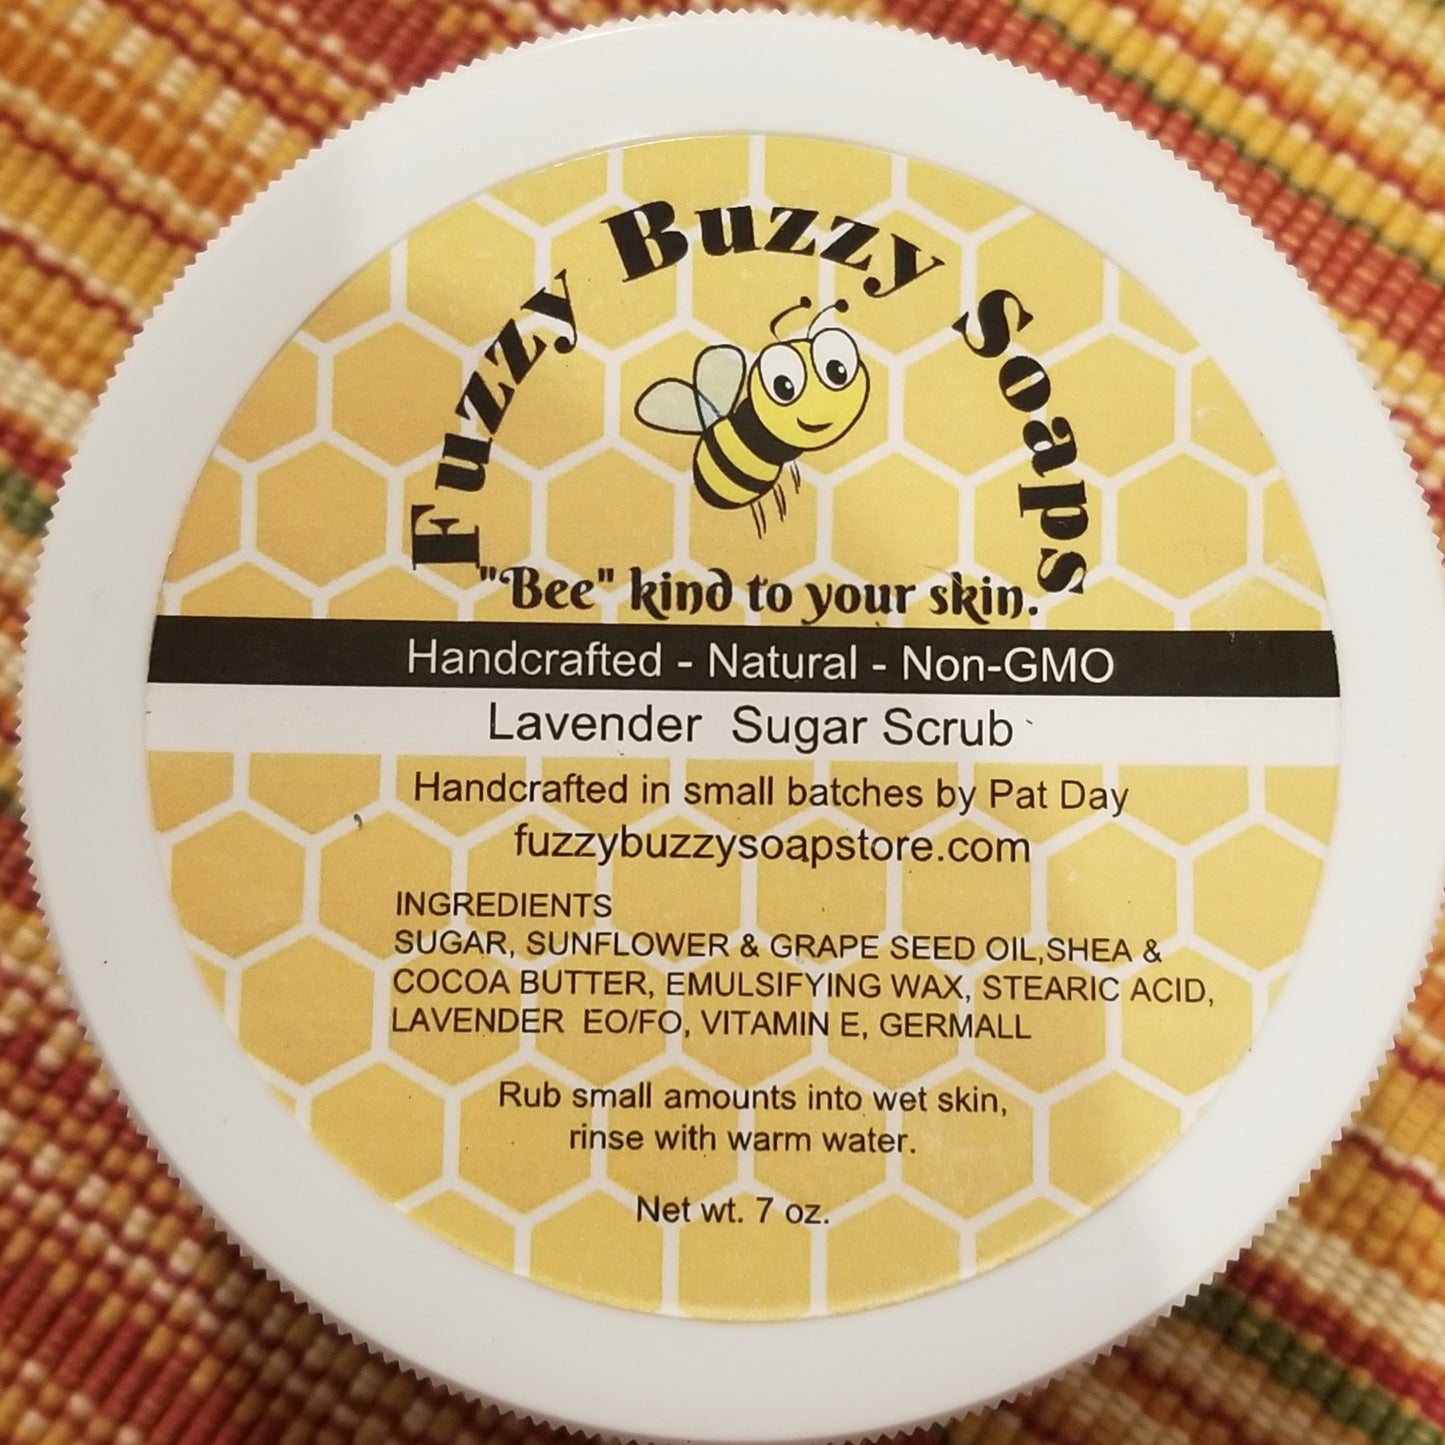 Fuzzy Buzzy Soaps
"Bee" kind to your skin.
Handcrafted - Natural - Non-GMO
Lavender Sugar Scrub
Handcrafted in small batches by Pat Day
fuzzybuzzysoapstore.com
INGREDIENTS
SUGAR, SUNFLOWER & GRAPE SEED OIL,SHEA &
COCOA BUTTER, EMULSIFYING WAX, STEARIC ACID,
LAVENDER EO/FO, VITAMIN E, GERMALL
Rub small amounts into wet skin,
rinse with warm water.
Net wt. 7 oz.